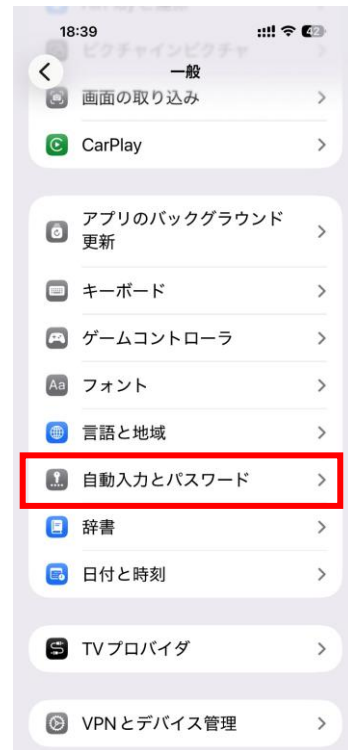 18:39
42
ピクチャインピクチャ
一般
画面の取り込み
CarPlay
アプリのバックグラウンド
更新
キーボード
ゲームコントローラ
Aa
フォント
言語と地域
自動入力とパスワード
辞書
日付と時刻
TVプロバイダ
VPNとデバイス管理